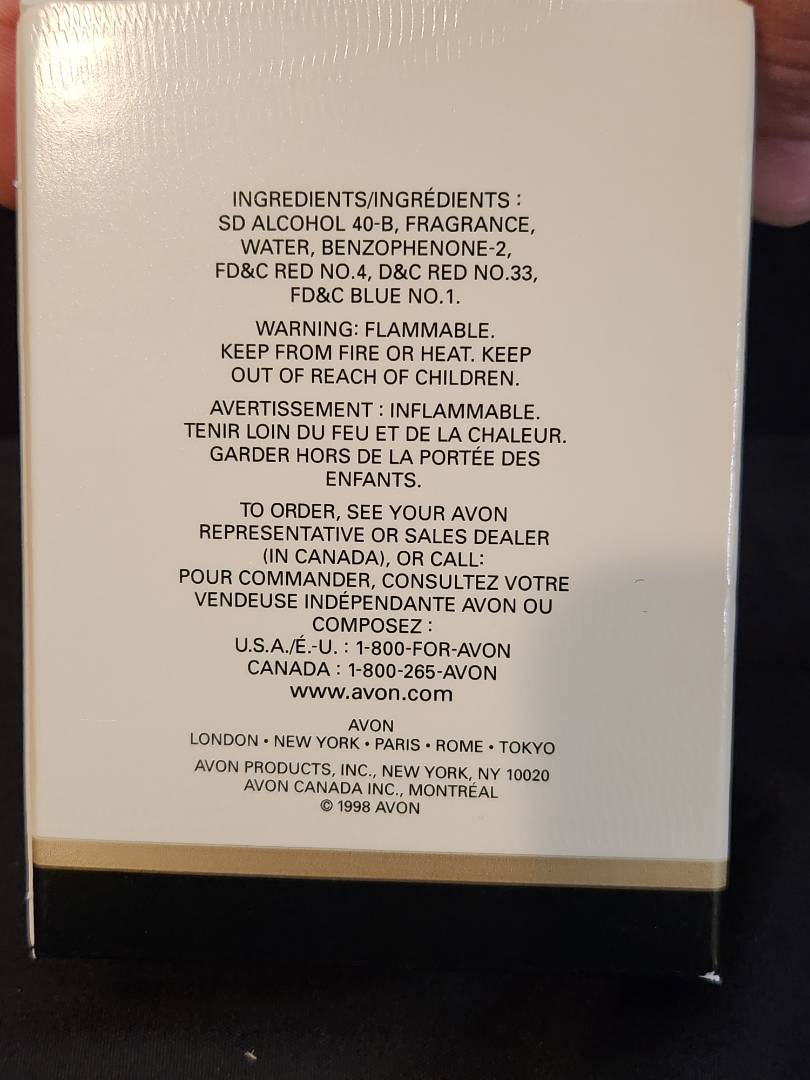 INGREDIENTS/INGRÉDIENTS :
SD ALCOHOL 40-B, FRAGRANCE,
WATER, BENZOPHENONE-2,
FD&C RED NO.4, D&C RED NO.33,
FD&C BLUE NO.1.
WARNING: FLAMMABLE.
KEEP FROM FIRE OR HEAT. KEEP
OUT OF REACH OF CHILDREN.
AVERTISSEMENT : INFLAMMABLE.
TENIR LOIN DU FEU ET DE LA CHALEUR.
GARDER HORS DE LA PORTÉE DES
ENFANTS.
TO ORDER, SEE YOUR AVON
REPRESENTATIVE OR SALES DEALER
(IN CANADA), OR CALL:
POUR COMMANDER, CONSULTEZ VOTRE
VENDEUSE INDÉPENDANTE AVON OU
COMPOSEZ :
U.S.A./É.-U. : 1-800-FOR-AVON
CANADA : 1-800-265-AVON
www.avon.com
AVON
LONDON • NEW YORK • PARIS • ROME • TOKYO
AVON PRODUCTS, INC., NEW YORK, NY 10020
AVON CANADA INC., MONTRÉAL
© 1998 AVON